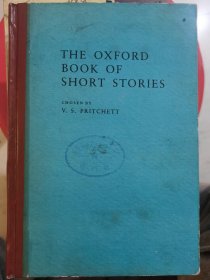 THE OXFORD
BOOK OF
SHORT STORIES
CHOSEN BY
V. S. PRITCHETT